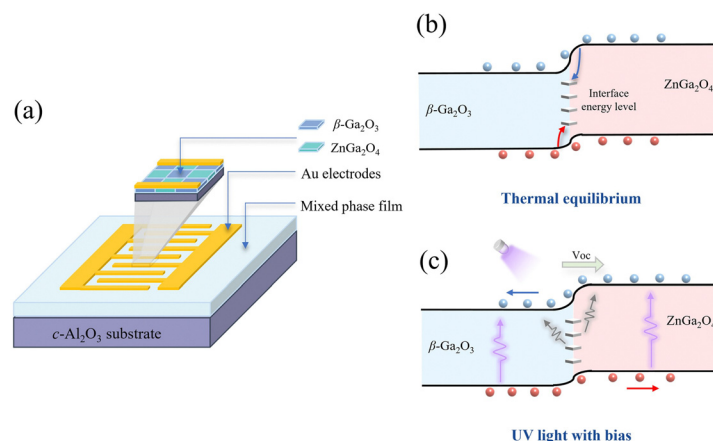 (a)
β-Ga₂O₃
ZnGa₂O₄
Au electrodes
Mixed phase film
c-Al₂O₃ substrate
(b)
β-Ga₂O₃
Interface
energy level
ZnGa₂O₄
Thermal equilibrium
(c)
Voc
β-Ga₂O₃
ZnGa₂O₄
UV light with bias